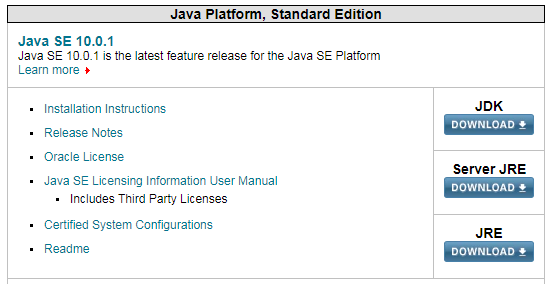 Java Platform, Standard Edition
Java SE 10.0.1
Java SE 10.0.1 is the latest feature release for the Java SE Platform
Learn more
Installation Instructions
Release Notes
Oracle License
Java SE Licensing Information User Manual
Includes Third Party Licenses
Certified System Configurations
Readme
JDK
DOWNLOAD
Server JRE
DOWNLOAD
JRE
DOWNLOAD